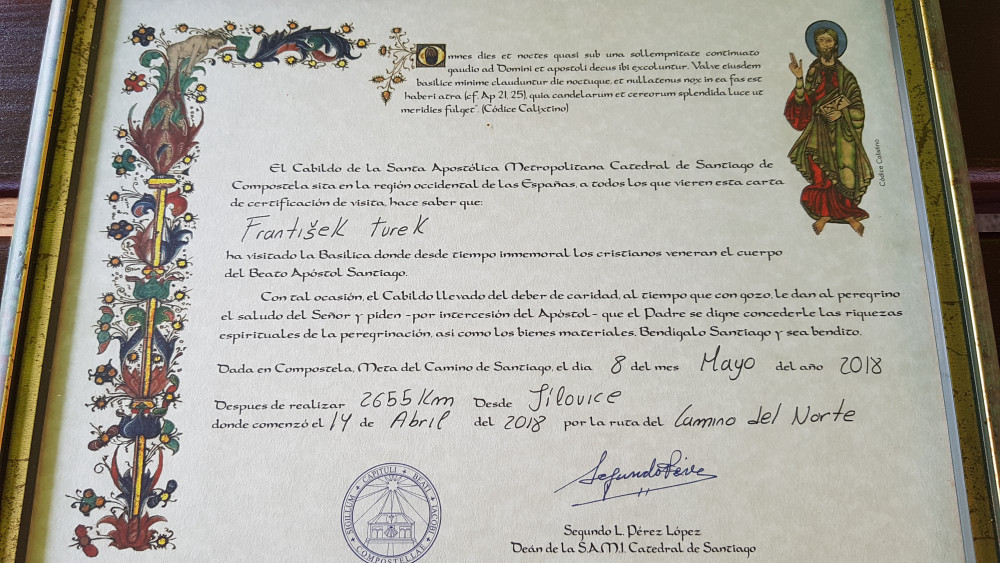 Omnes dies et noctes quasi sub una sollempnitate continuato
gaudio ad Domini et apostoli decus ibi excoluntur. Valve eiusdem
basilice minime clauduntur die noctuque, et nullatenus nox in ea fas est
haberi atra (cf. Ap 21, 25), quia candelarum et cereorum splendida luce ut
meridies fulget". (Códice Calixtino)
Códice Calixtino
El Cabildo de la Santa Apostólica Metropolitana Catedral de Santiago de
Compostela sita en la región occidental de las Españas, a todos los que vieren esta carta
de certificación de visita, hace saber que:
František Turek
ha visitado la Basílica donde desde tiempo inmemorial los cristianos veneran el cuerpo
del Beato Apóstol Santiago.
Con tal ocasión, el Cabildo llevado del deber de caridad, al tiempo que con gozo, le dan al peregrino
el saludo del Señor y piden -por intercesión del Apóstol- que el Padre se digne concederle las riquezas
espirituales de la peregrinación, así como los bienes materiales. Bendígalo Santiago y sea bendito.
Dada en Compostela, Meta del Camino de Santiago, el día 8 del mes Mayo del año 2018
Despues de realizar 2655 Km Desde Jílovice
donde comenzó el 14 de Abril del 2018 por la ruta del Camino del Norte
SIGILLUM CAPITULI BEATI JACOBI COMPOSTELLAE
Segundo Pérez
Segundo L. Pérez López
Deán de la S.A.M.I. Catedral de Santiago